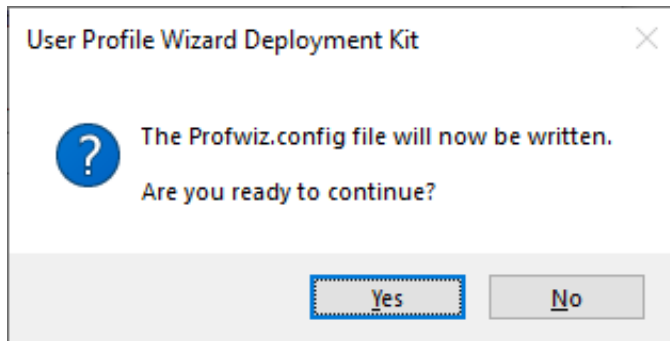 User Profile Wizard Deployment Kit
The Profwiz.config file will now be written.
Are you ready to continue?
Yes
No